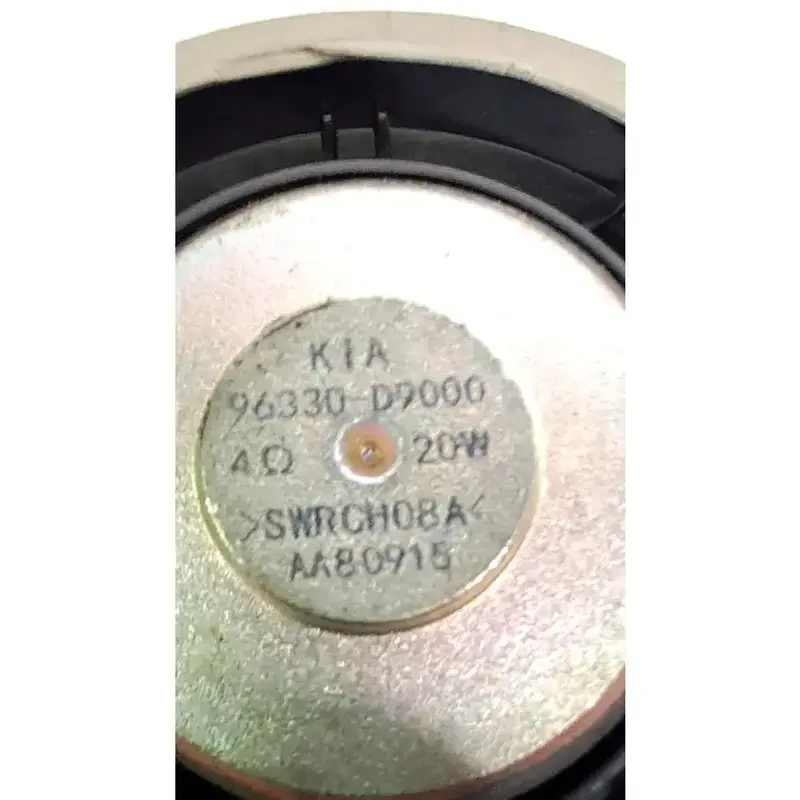 KIA
96330-D9000
4Ω 20W
>SWRCH08A<
AA80915